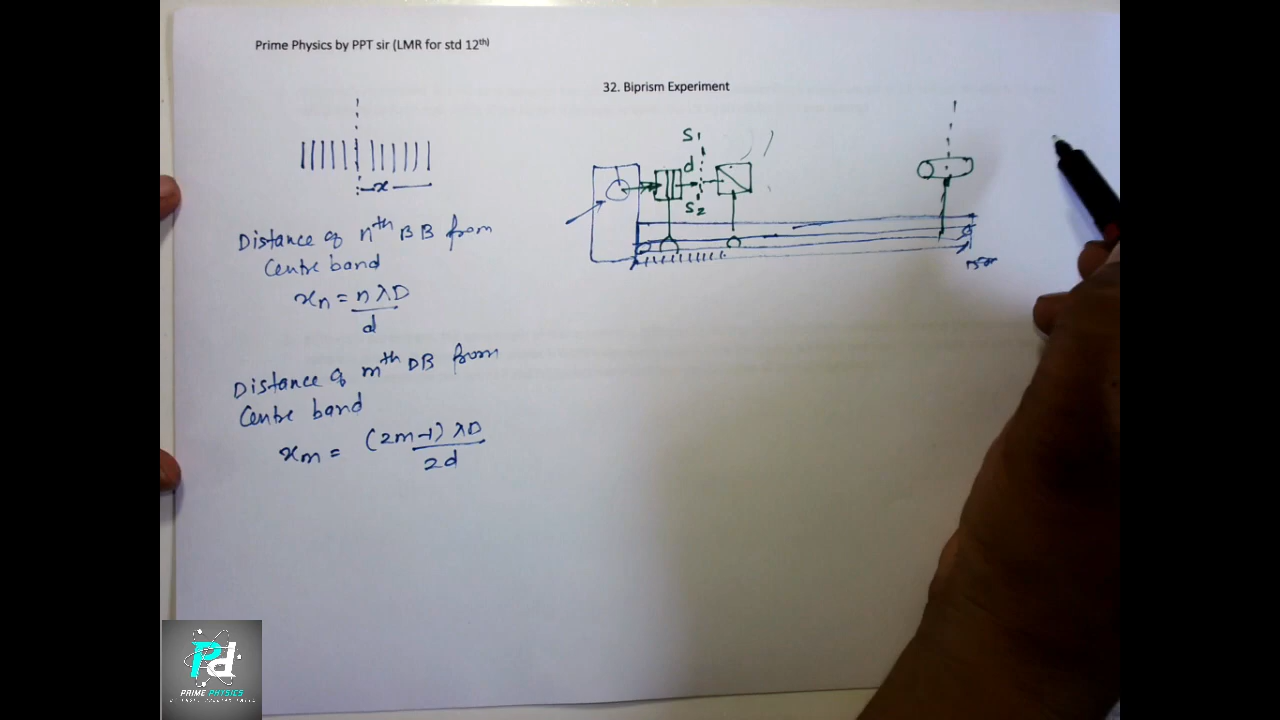 Prime Physics by PPT sir (LMR for std 12th)
32. Biprism Experiment
x
Distance of nth BB from
Centre band
xn = nλD
d
Distance of mth DB from
Centre band
xm = (2m-1) λD
2d
S1
d
S2
Pd
PRIME PHYSICS